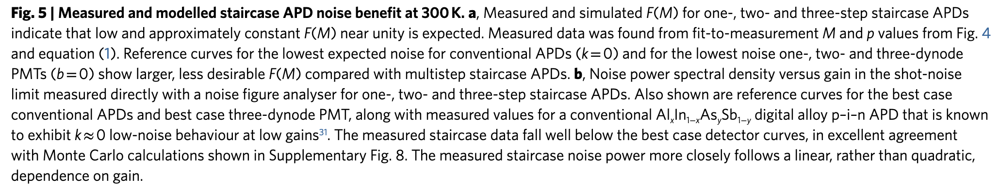 Fig. 5 | Measured and modelled staircase APD noise benefit at 300 K. a, Measured and simulated F(M) for one-, two- and three-step staircase APDs
indicate that low and approximately constant F(M) near unity is expected. Measured data was found from fit-to-measurement M and p values from Fig. 4
and equation (1). Reference curves for the lowest expected noise for conventional APDs (k = 0) and for the lowest noise one-, two- and three-dynode
PMTs (b = 0) show larger, less desirable F(M) compared with multistep staircase APDs. b, Noise power spectral density versus gain in the shot-noise
limit measured directly with a noise figure analyser for one-, two- and three-step staircase APDs. Also shown are reference curves for the best case
conventional APDs and best case three-dynode PMT, along with measured values for a conventional AlₓIn₁₋ₓAsᵧSb₁₋ᵧ digital alloy p–i–n APD that is known
to exhibit k ≈ 0 low-noise behaviour at low gains³¹. The measured staircase data fall well below the best case detector curves, in excellent agreement
with Monte Carlo calculations shown in Supplementary Fig. 8. The measured staircase noise power more closely follows a linear, rather than quadratic,
dependence on gain.